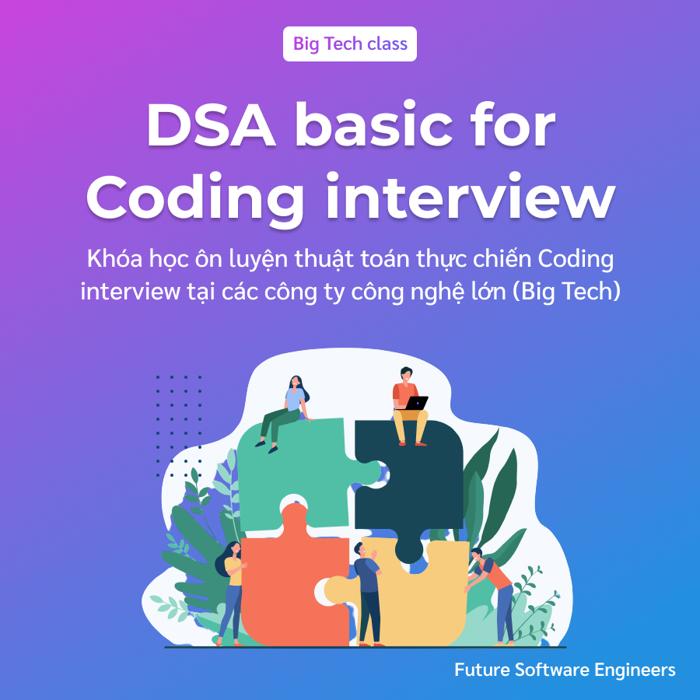 Big Tech class
DSA basic for
Coding interview
Khóa học ôn luyện thuật toán thực chiến Coding
interview tại các công ty công nghệ lớn (Big Tech)
Future Software Engineers